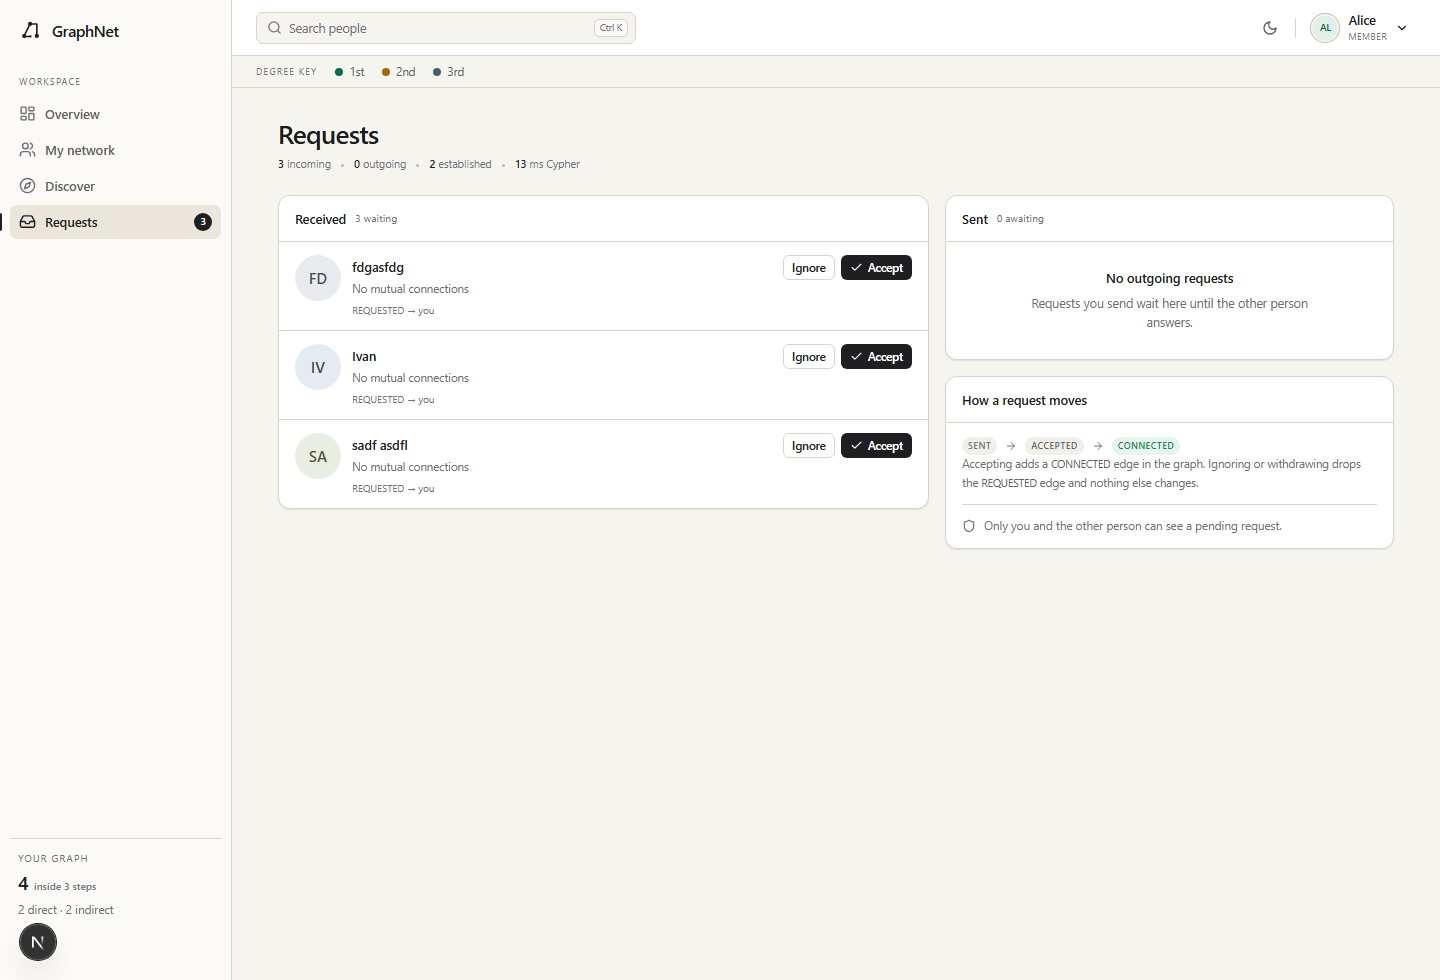 GraphNet
Search people
Ctrl K
AL
Alice
MEMBER
WORKSPACE
Overview
My network
Discover
Requests
3
DEGREE KEY
1st
2nd
3rd
Requests
3 incoming • 0 outgoing • 2 established • 13 ms Cypher
Received 3 waiting
FD
fdgasfdg
No mutual connections
REQUESTED → you
Ignore
Accept
IV
Ivan
No mutual connections
REQUESTED → you
Ignore
Accept
SA
sadf asdfl
No mutual connections
REQUESTED → you
Ignore
Accept
Sent 0 awaiting
No outgoing requests
Requests you send wait here until the other person
answers.
How a request moves
SENT → ACCEPTED → CONNECTED
Accepting adds a CONNECTED edge in the graph. Ignoring or withdrawing drops
the REQUESTED edge and nothing else changes.
Only you and the other person can see a pending request.
YOUR GRAPH
4 inside 3 steps
2 direct · 2 indirect
N